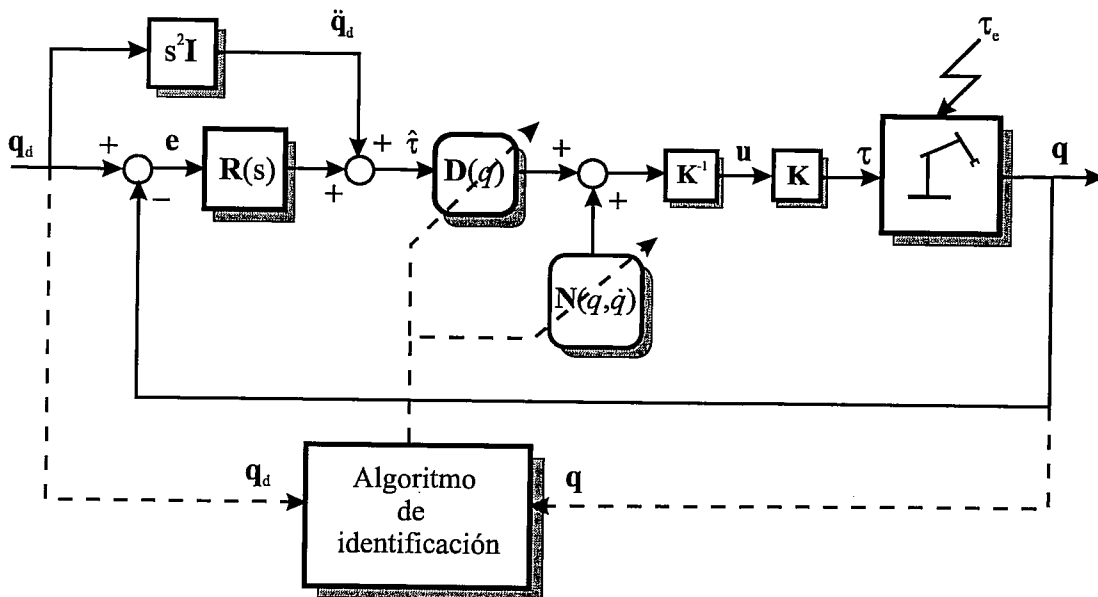 q̈d
s²I
τe
qd
+
e
R(s)
+
+
τ̂
D(q)
+
+
K⁻¹
u
K
τ
q
−
N(q,q̇)
qd
Algoritmo
de
identificación
q